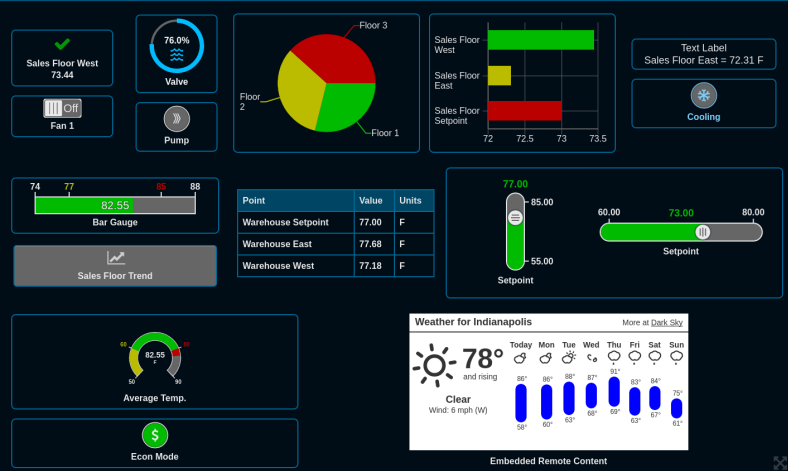 Sales Floor West
73.44
76.0%
Valve
Off
Fan 1
Pump
Floor 3
Floor
2
Floor 1
Sales Floor
West
Sales Floor
East
Sales Floor
Setpoint
72 72.5 73 73.5
Text Label
Sales Floor East = 72.31 F
Cooling
74 77 85 88
82.55
Bar Gauge
Sales Floor Trend
Point Value Units
Warehouse Setpoint 77.00 F
Warehouse East 77.68 F
Warehouse West 77.18 F
77.00
85.00
55.00
Setpoint
60.00 73.00 80.00
Setpoint
60 85
82.55
F
50 90
Average Temp.
$
Econ Mode
Weather for Indianapolis More at Dark Sky
78°
and rising
Clear
Wind: 6 mph (W)
Today Mon Tue Wed Thu Fri Sat Sun
86° 86° 88° 87° 91° 83° 84° 75°
58° 60° 63° 68° 69° 63° 67° 61°
Embedded Remote Content